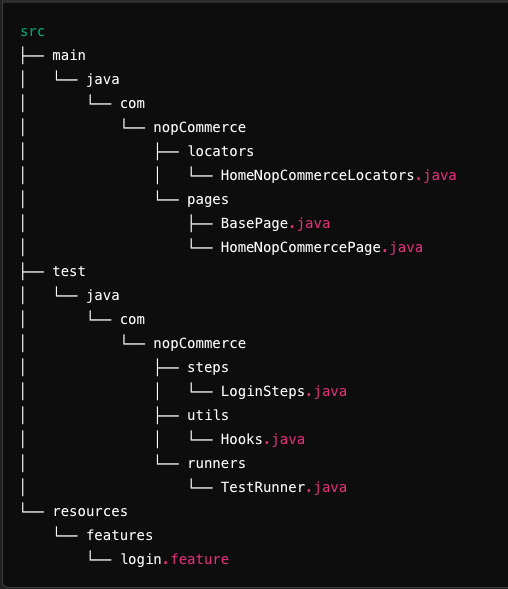 src
├── main
│   └── java
│       └── com
│           └── nopCommerce
│               ├── locators
│               │   └── HomeNopCommerceLocators.java
│               └── pages
│                   ├── BasePage.java
│                   └── HomeNopCommercePage.java
├── test
│   └── java
│       └── com
│           └── nopCommerce
│               ├── steps
│               │   └── LoginSteps.java
│               ├── utils
│               │   └── Hooks.java
│               └── runners
│                   └── TestRunner.java
└── resources
    └── features
        └── login.feature